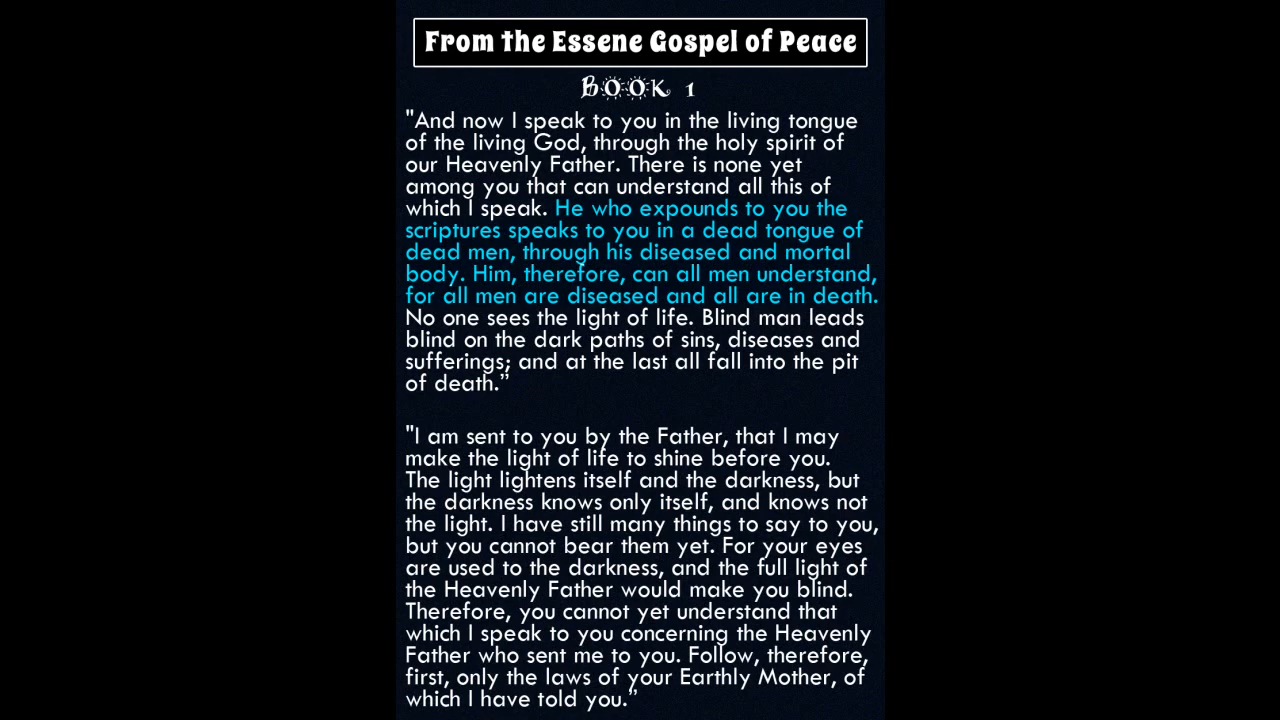 From the Essene Gospel of Peace
BOOK 1
"And now I speak to you in the living tongue
of the living God, through the holy spirit of
our Heavenly Father. There is none yet
among you that can understand all this of
which I speak. He who expounds to you the
scriptures speaks to you in a dead tongue of
dead men, through his diseased and mortal
body. Him, therefore, can all men understand,
for all men are diseased and all are in death.
No one sees the light of life. Blind man leads
blind on the dark paths of sins, diseases and
sufferings; and at the last all fall into the pit
of death.”
"I am sent to you by the Father, that I may
make the light of life to shine before you.
The light lightens itself and the darkness, but
the darkness knows only itself, and knows not
the light. I have still many things to say to you,
but you cannot bear them yet. For your eyes
are used to the darkness, and the full light of
the Heavenly Father would make you blind.
Therefore, you cannot yet understand that
which I speak to you concerning the Heavenly
Father who sent me to you. Follow, therefore,
first, only the laws of your Earthly Mother, of
which I have told you.”